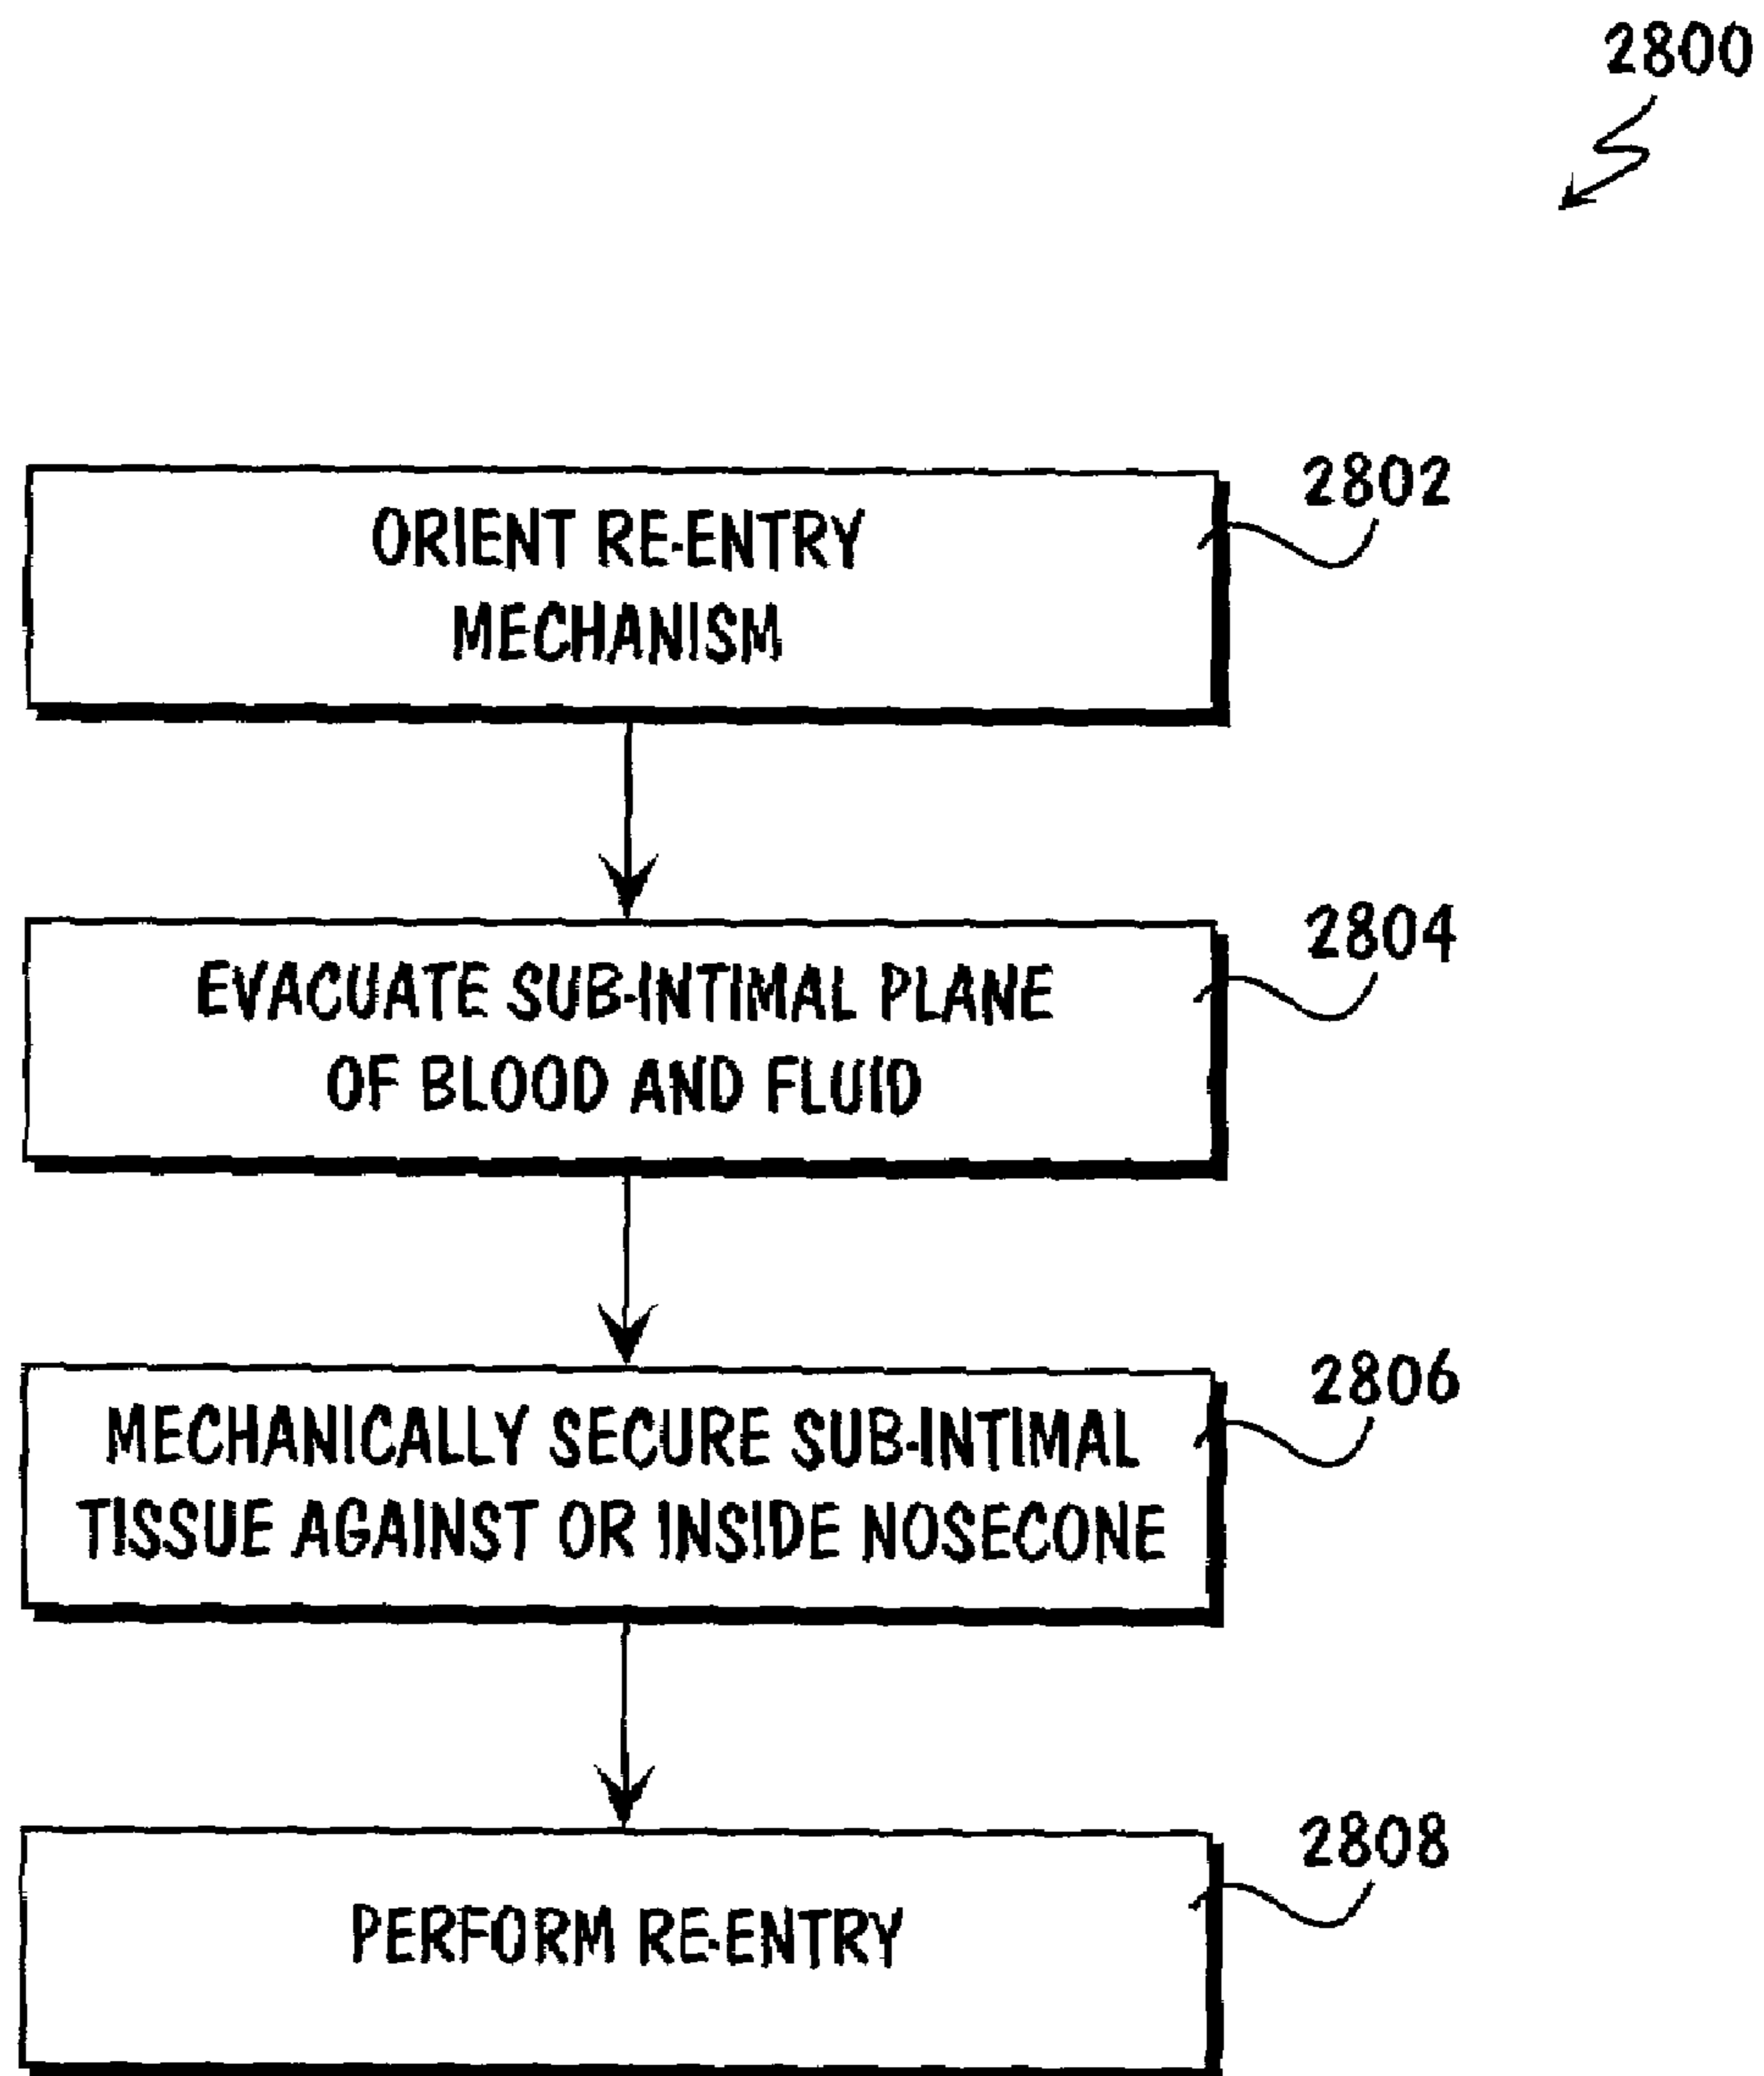 2800
ORIENT RE-ENTRY
MECHANISM
2802
EVACUATE SUB-INTIMAL PLANE
OF BLOOD AND FLUID
2804
MECHANICALLY SECURE SUB-INTIMAL
TISSUE AGAINST OR INSIDE NOSECONE
2806
PERFORM RE-ENTRY
2808